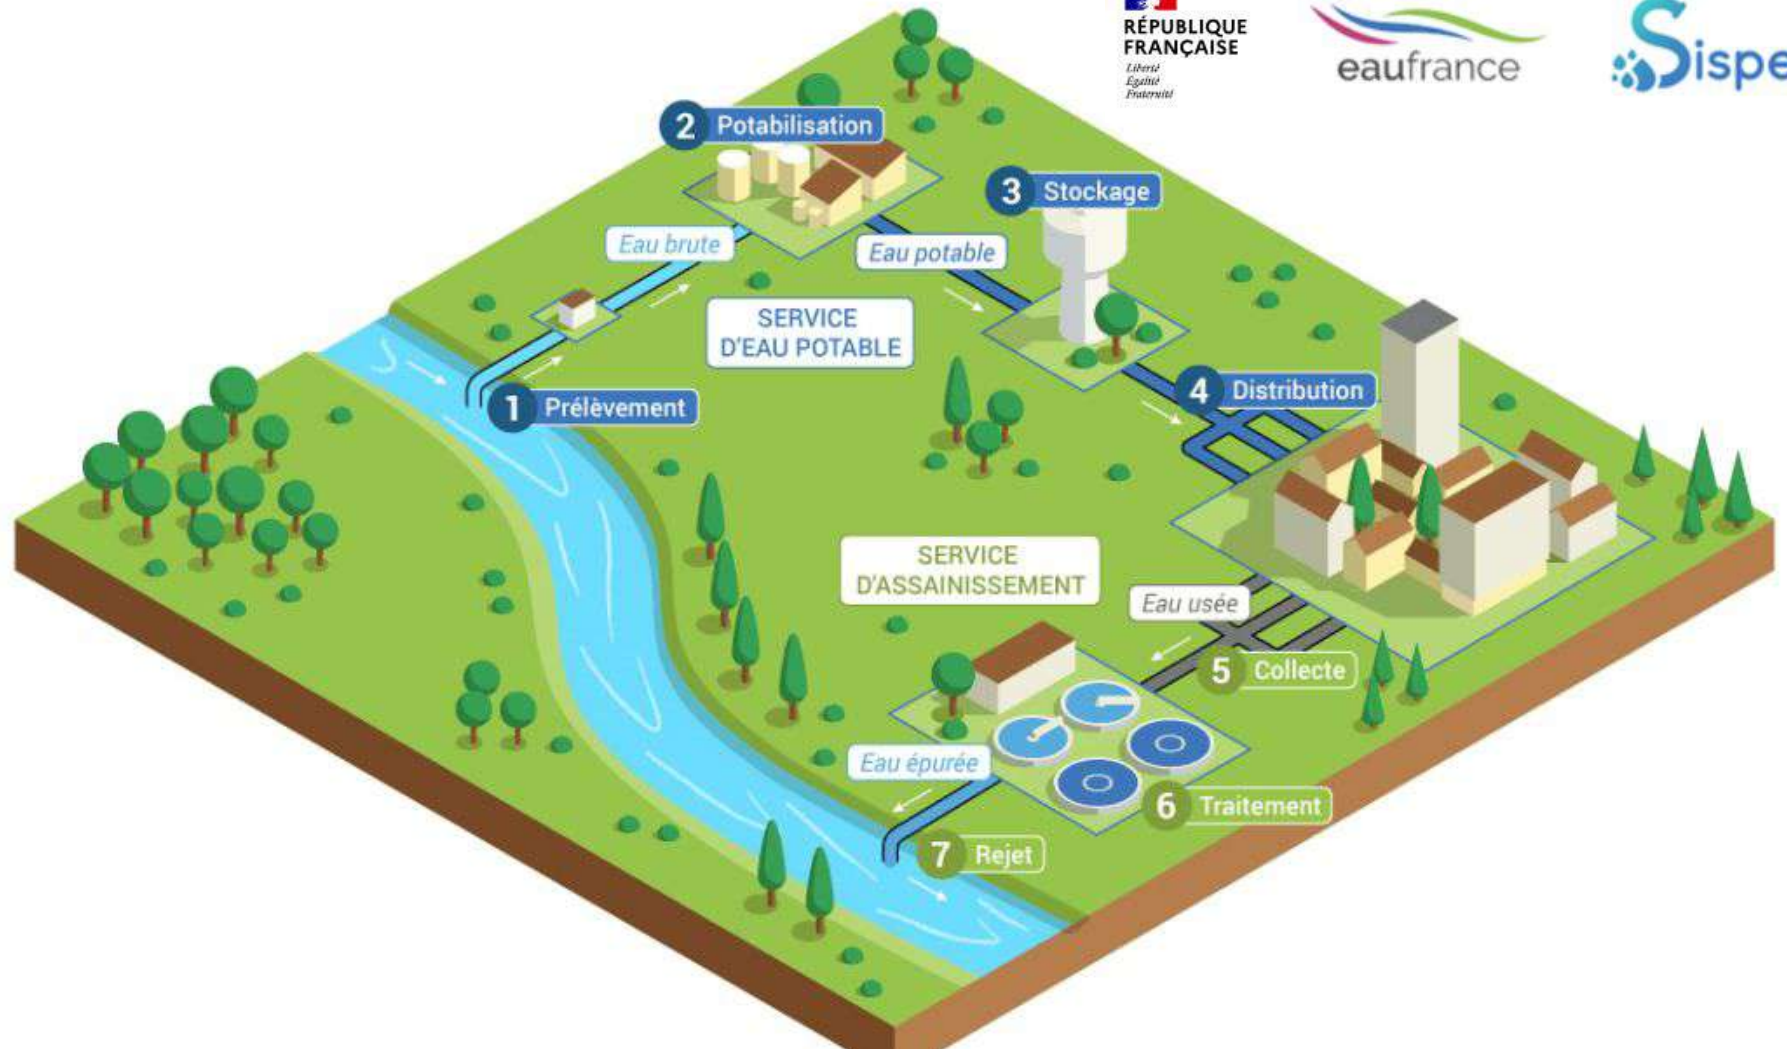 RÉPUBLIQUE
FRANÇAISE
Liberté
Égalité
Fraternité
eaufrance
Sispe
2 Potabilisation
3 Stockage
Eau brute
Eau potable
SERVICE
D'EAU POTABLE
4 Distribution
1 Prélèvement
SERVICE
D'ASSAINISSEMENT
Eau usée
5 Collecte
Eau épurée
6 Traitement
7 Rejet